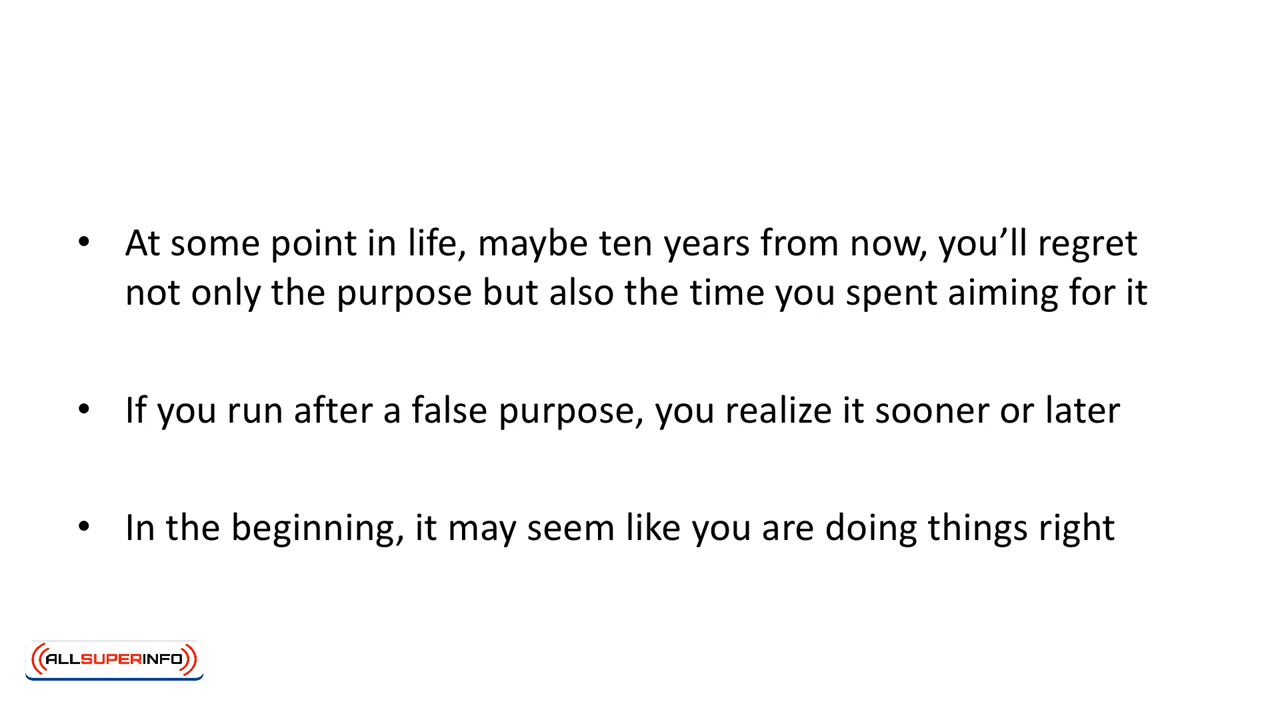 • At some point in life, maybe ten years from now, you’ll regret
not only the purpose but also the time you spent aiming for it
• If you run after a false purpose, you realize it sooner or later
• In the beginning, it may seem like you are doing things right
ALLSUPERINFO